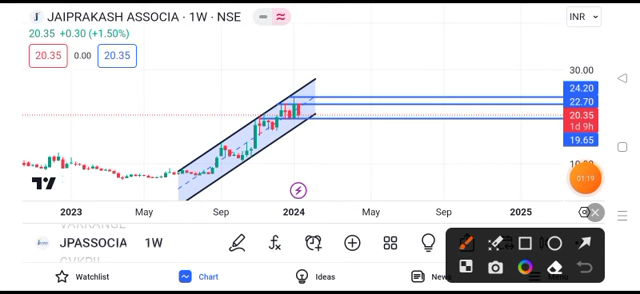 JAIPRAKASH ASSOCIA · 1W · NSE
INR
20.35 +0.30 (+1.50%)
20.35 0.00 20.35
30.00
24.20
22.70
20.35
1d 9h
19.65
10.00
01:19
2023 May Sep 2024 May Sep 2025
JPASSOCIA 1W
Watchlist Chart Ideas News